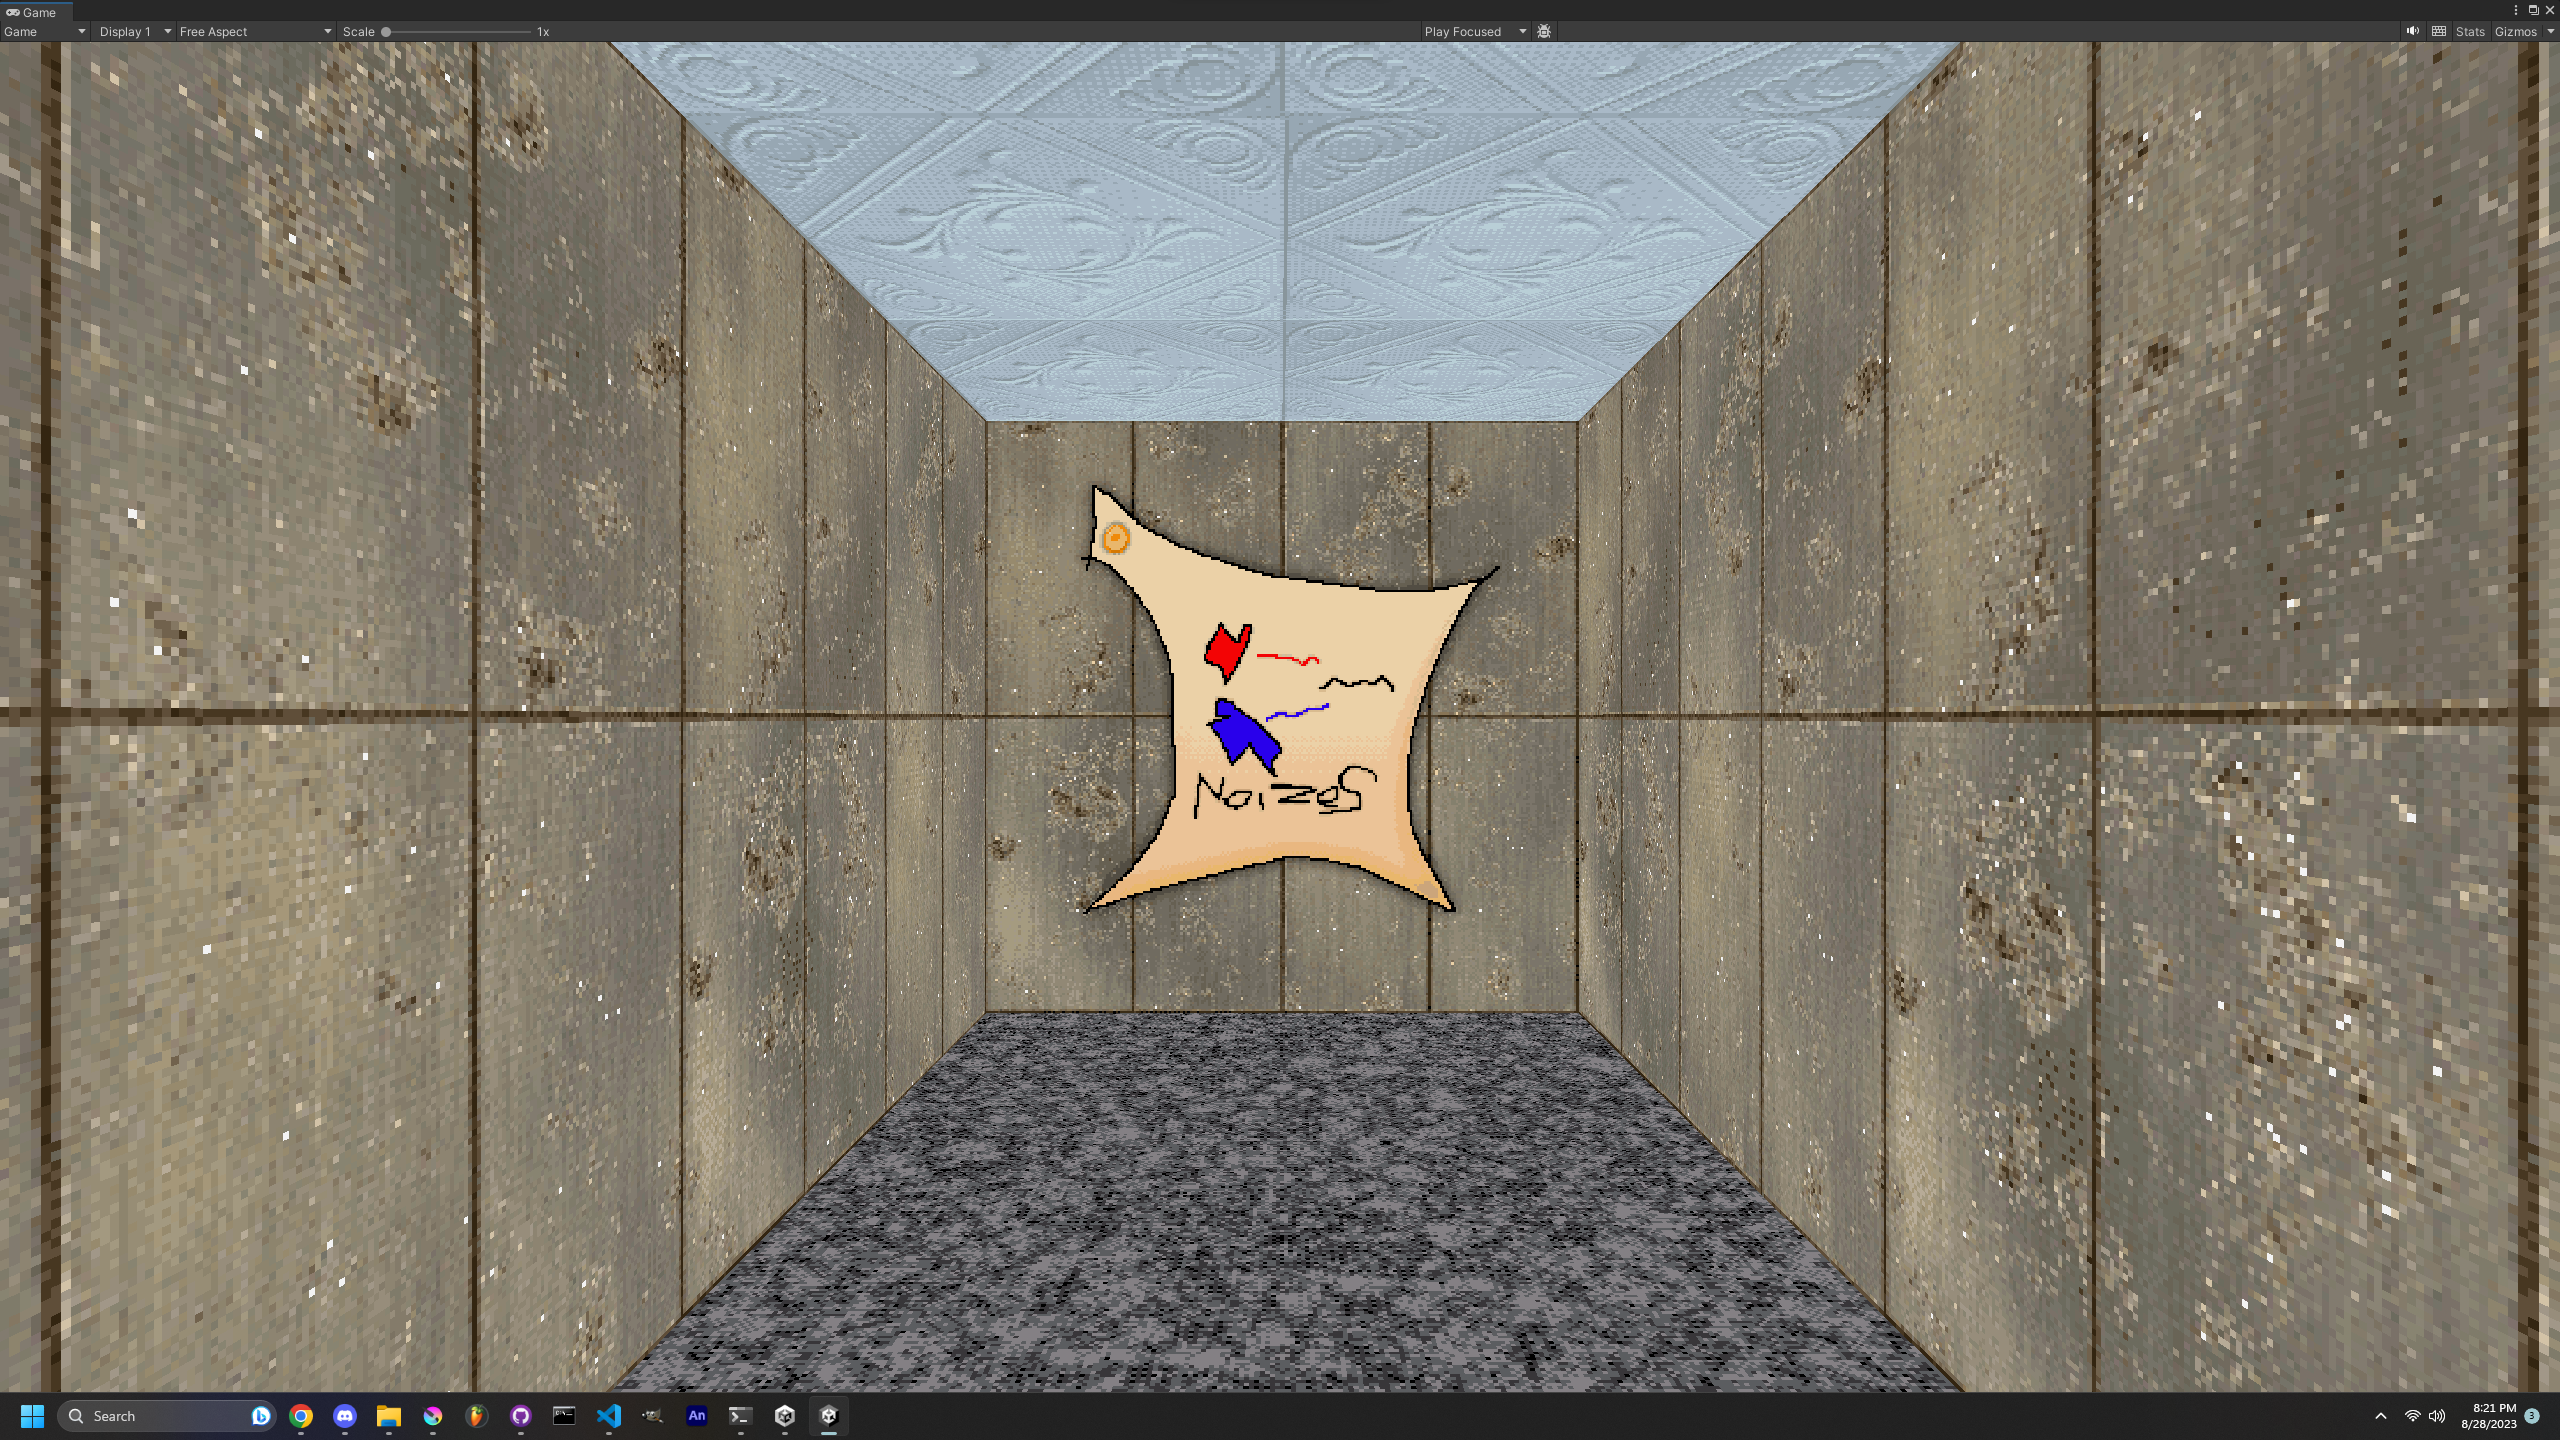 Game
Game Display 1 Free Aspect Scale 1x Play Focused Stats Gizmos
NoizeS
Search An 8:21 PM
8/28/2023 3